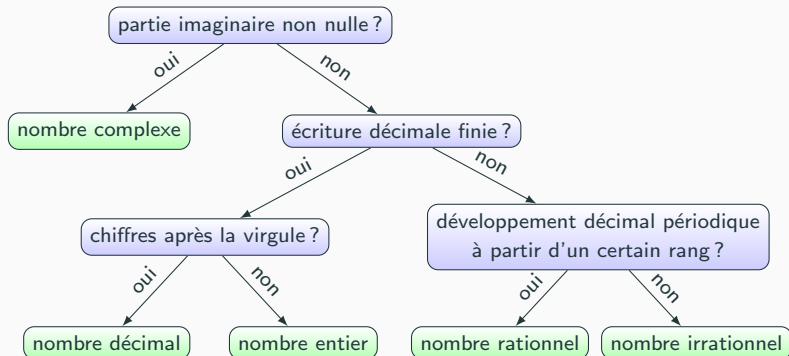 partie imaginaire non nulle ?
oui
non
nombre complexe
écriture décimale finie ?
oui
non
chiffres après la virgule ?
développement décimal périodique
à partir d'un certain rang ?
oui
non
oui
non
nombre décimal
nombre entier
nombre rationnel
nombre irrationnel